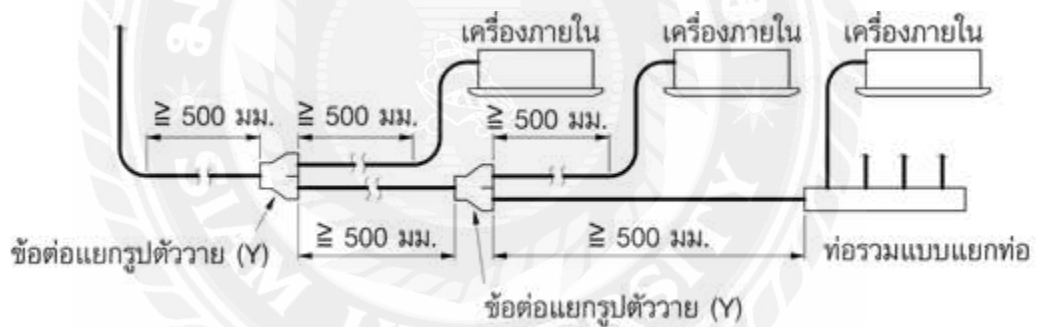 เครื่องภายใน เครื่องภายใน เครื่องภายใน
≧ 500 มม. ≧ 500 มม. ≧ 500 มม.
≧ 500 มม. ≧ 500 มม.
ข้อต่อแยกรูปตัววาย (Y)
ท่อรวมแบบแยกท่อ
ข้อต่อแยกรูปตัววาย (Y)